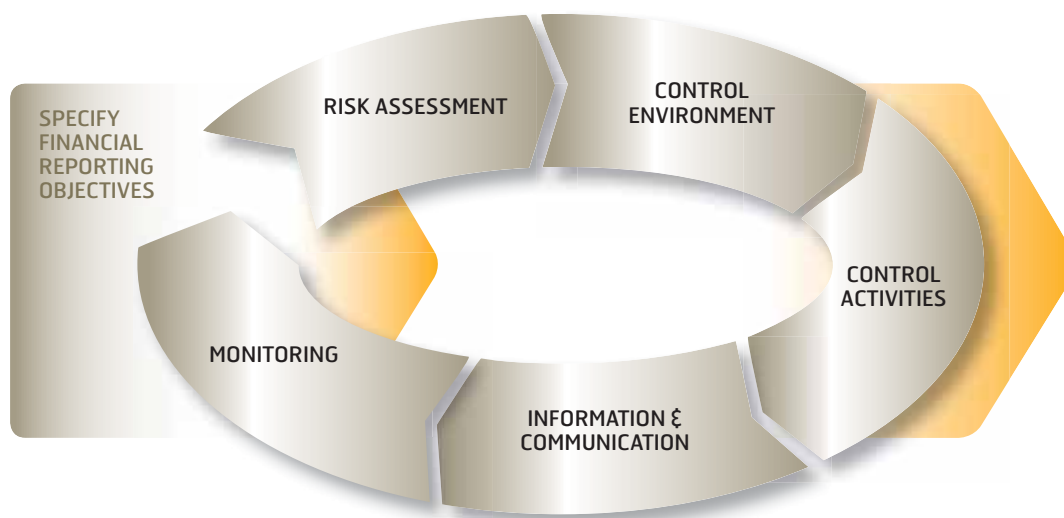 SPECIFY
FINANCIAL
REPORTING
OBJECTIVES
RISK ASSESSMENT
CONTROL
ENVIRONMENT
CONTROL
ACTIVITIES
INFORMATION &
COMMUNICATION
MONITORING